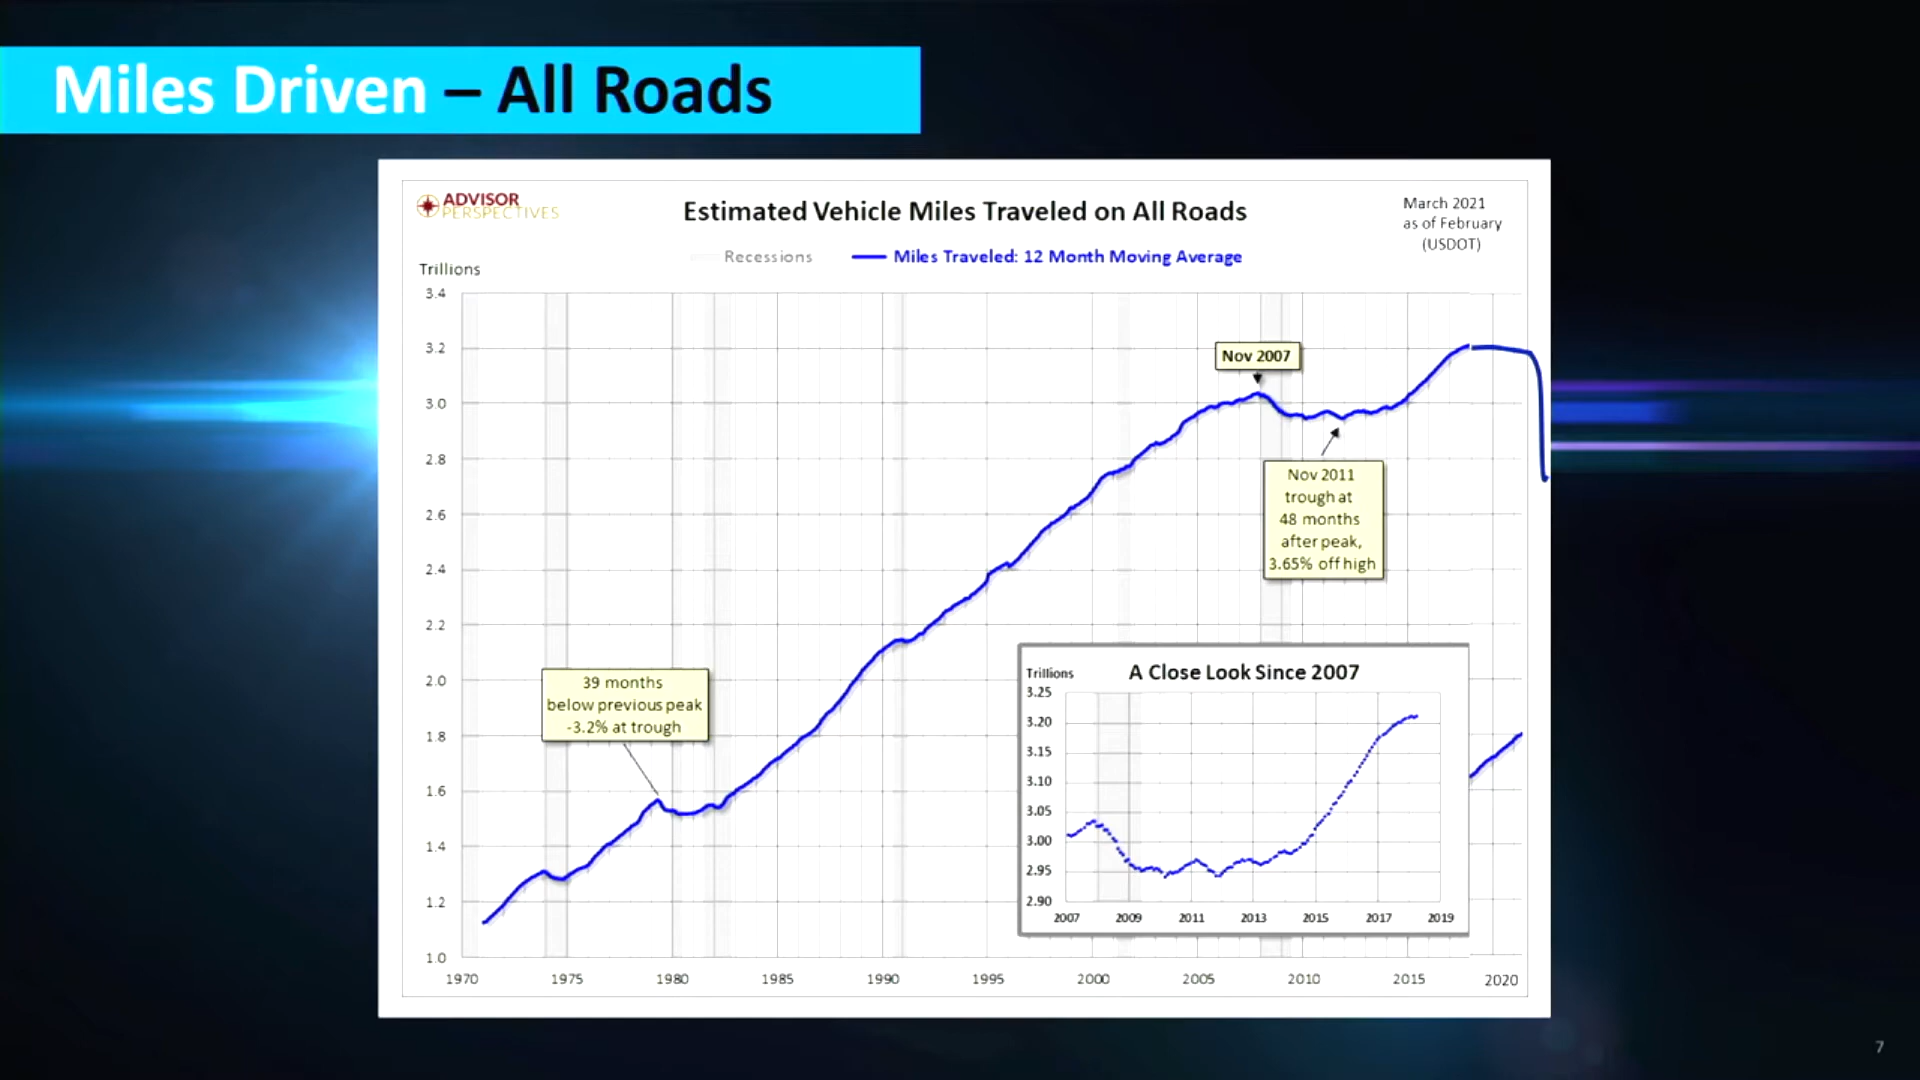 Miles Driven – All Roads
ADVISOR
PERSPECTIVES
Estimated Vehicle Miles Traveled on All Roads
March 2021
as of February
(USDOT)
Recessions
Miles Traveled: 12 Month Moving Average
Trillions
3.4
3.2
3.0
2.8
2.6
2.4
2.2
2.0
1.8
1.6
1.4
1.2
1.0
1970
1975
1980
1985
1990
1995
2000
2005
2010
2015
2020
Nov 2007
Nov 2011
trough at
48 months
after peak,
3.65% off high
39 months
below previous peak
-3.2% at trough
Trillions
A Close Look Since 2007
3.25
3.20
3.15
3.10
3.05
3.00
2.95
2.90
2007
2009
2011
2013
2015
2017
2019
7